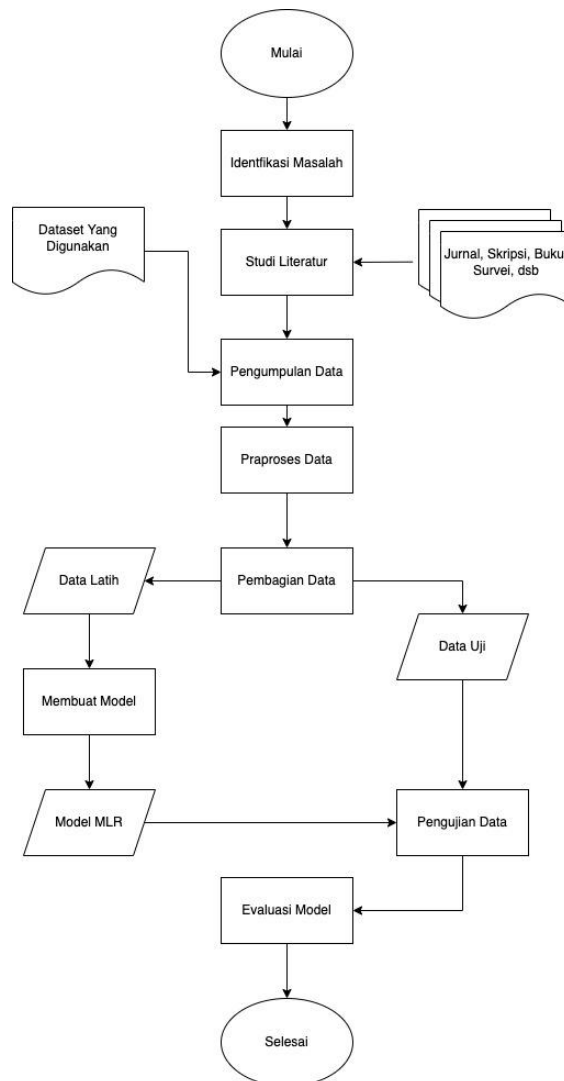 Mulai
Identfikasi Masalah
Dataset Yang
Digunakan
Studi Literatur
Jurnal, Skripsi, Buku
Survei, dsb
Pengumpulan Data
Praproses Data
Data Latih
Pembagian Data
Data Uji
Membuat Model
Model MLR
Pengujian Data
Evaluasi Model
Selesai